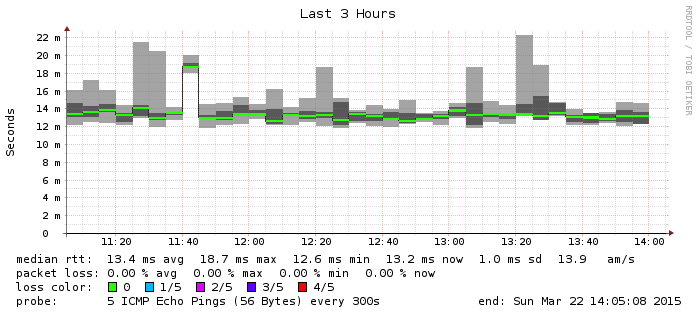 Last 3 Hours
RRDTOOL / TOBI OETIKER
Seconds
22 m
20 m
18 m
16 m
14 m
12 m
10 m
8 m
6 m
4 m
2 m
0
11:20 11:40 12:00 12:20 12:40 13:00 13:20 13:40 14:00
median rtt: 13.4 ms avg 18.7 ms max 12.6 ms min 13.2 ms now 1.0 ms sd 13.9 am/s
packet loss: 0.00 % avg 0.00 % max 0.00 % min 0.00 % now
loss color: 0 1/5 2/5 3/5 4/5
probe: 5 ICMP Echo Pings (56 Bytes) every 300s end: Sun Mar 22 14:05:08 2015